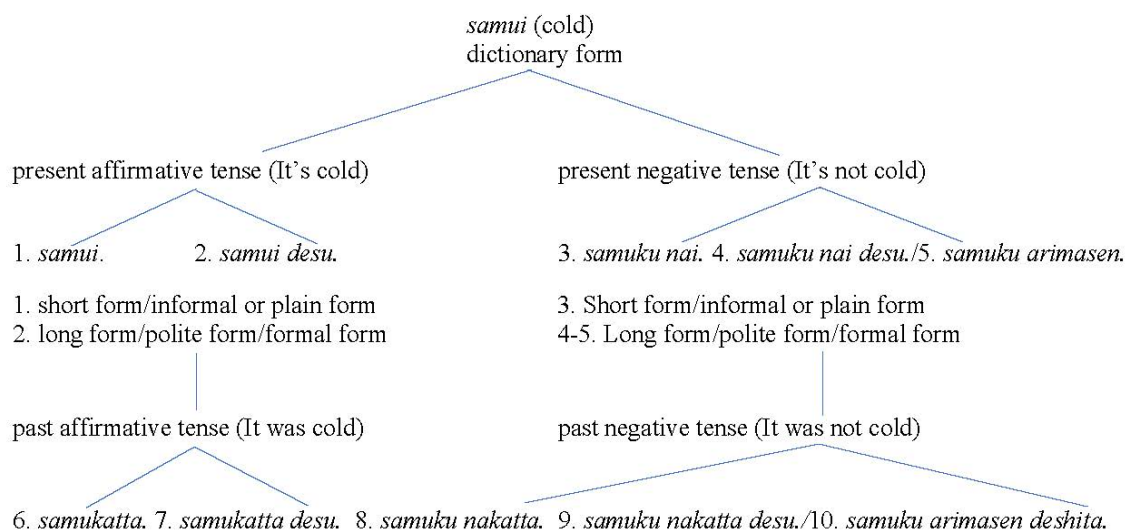 samui (cold)
dictionary form
present affirmative tense (It's cold)
present negative tense (It's not cold)
1. samui.
2. samui desu.
3. samuku nai. 4. samuku nai desu./5. samuku arimasen.
1. short form/informal or plain form
2. long form/polite form/formal form
3. Short form/informal or plain form
4-5. Long form/polite form/formal form
past affirmative tense (It was cold)
past negative tense (It was not cold)
6. samukatta. 7. samukatta desu. 8. samuku nakatta. 9. samuku nakatta desu./10. samuku arimasen deshita.